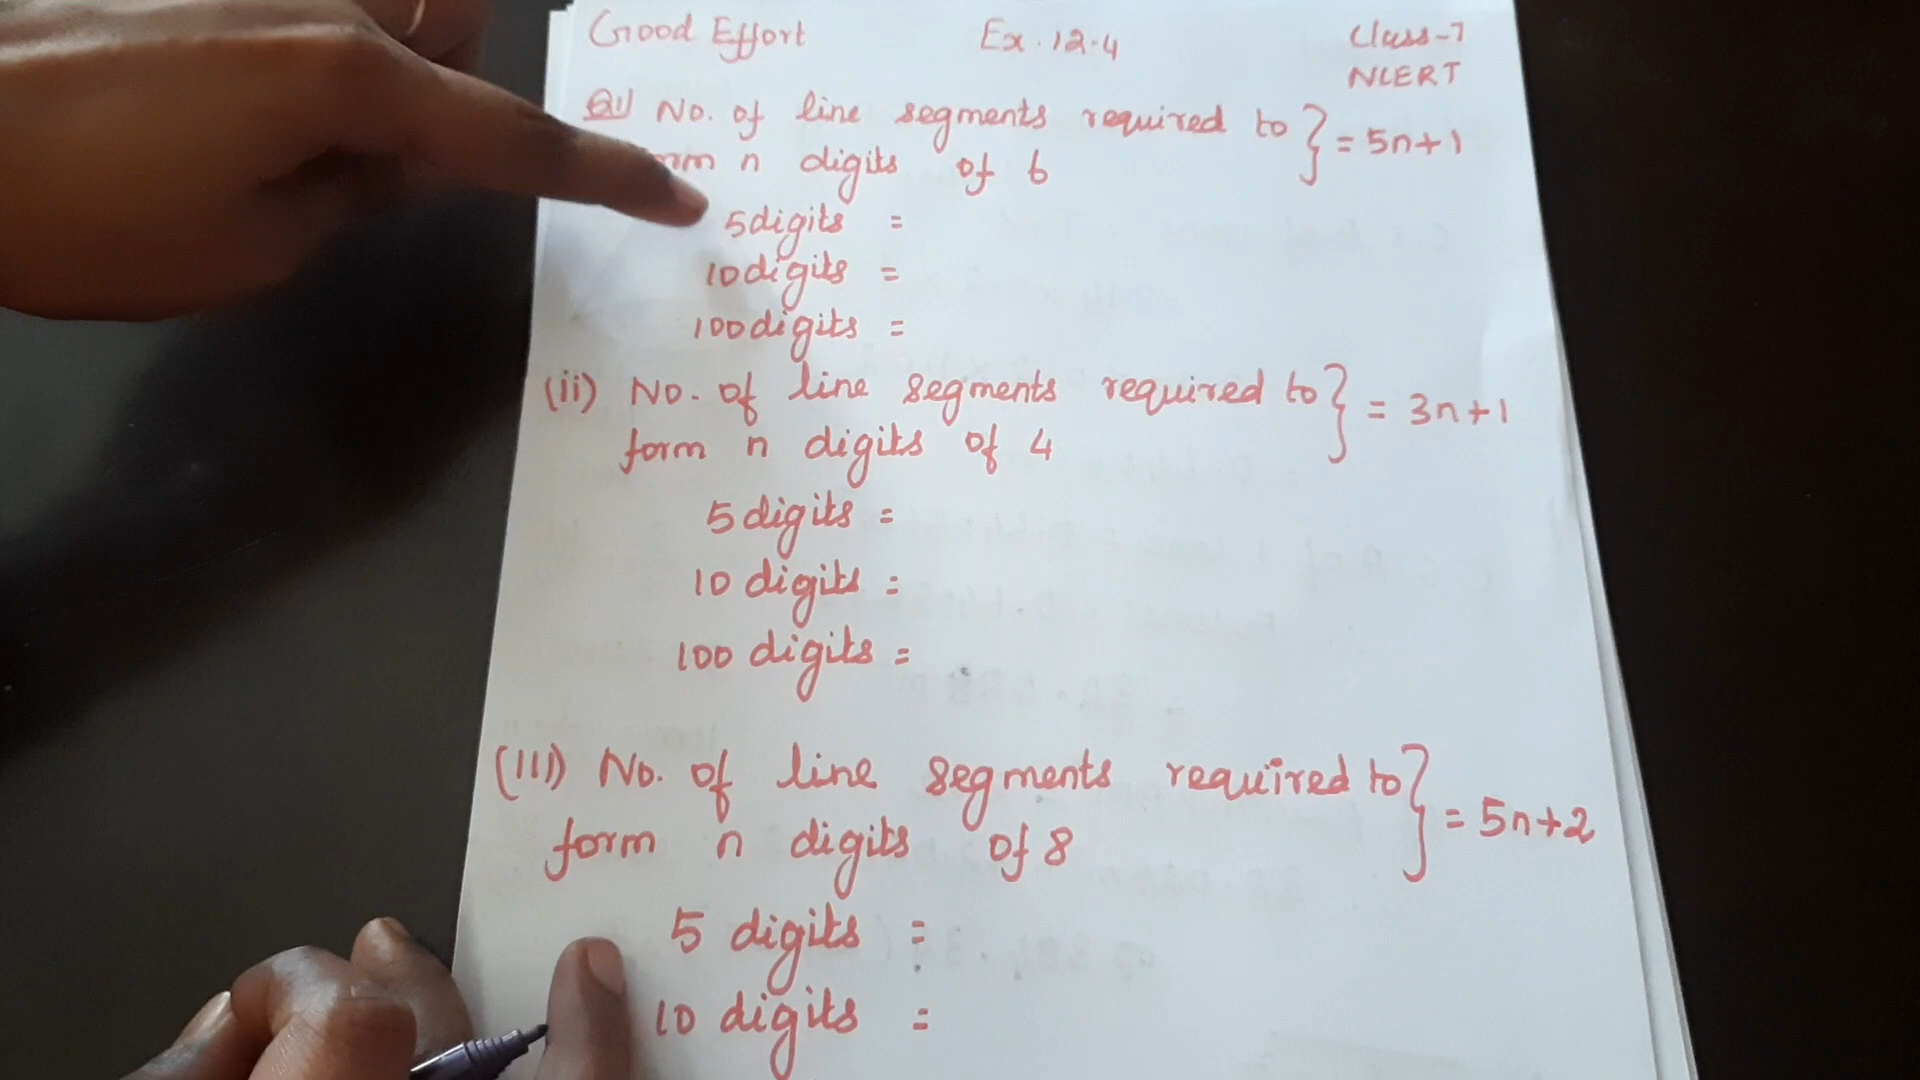 Good Effort Ex. 12.4 Class-7
NCERT
Q1) No. of line segments required to } = 5n+1
n digits of 6
5digits =
10digits =
100digits =
(ii) No. of line segments required to } = 3n+1
form n digits of 4
5 digits =
10 digits =
100 digits =
(III) No. of line segments required to } = 5n+2
form n digits of 8
5 digits =
10 digits =